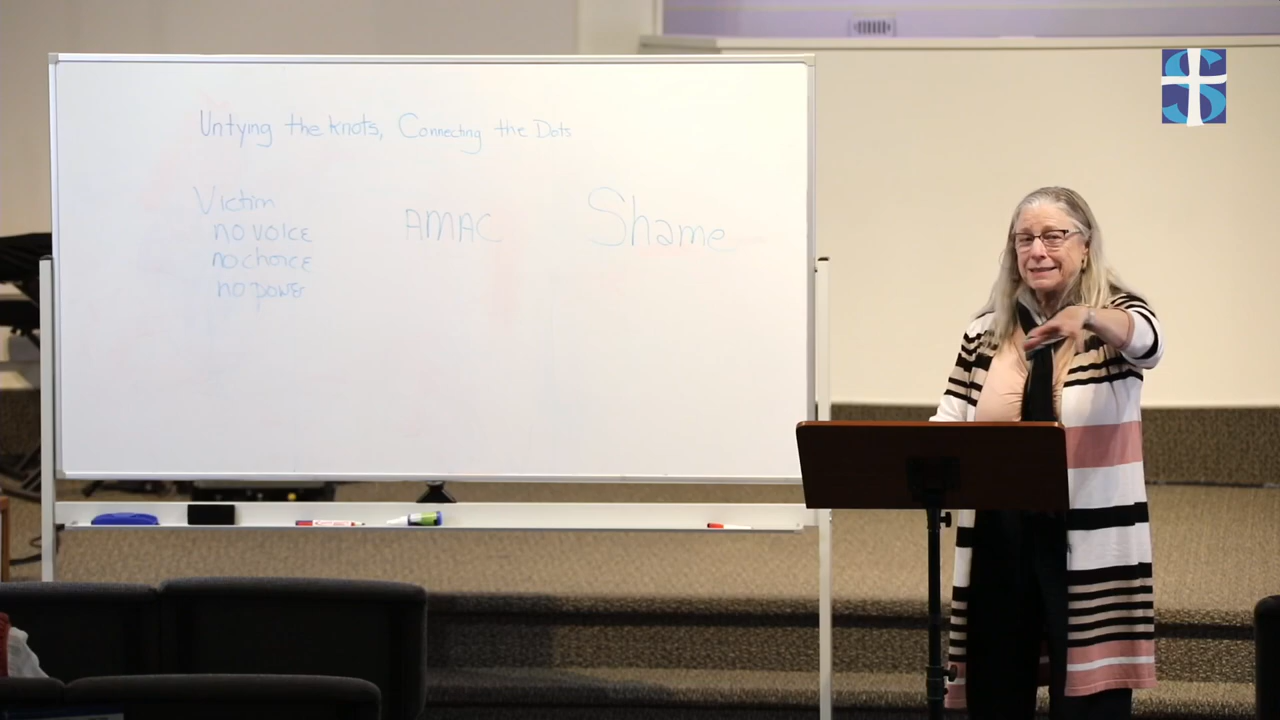 Untying the Knots, Connecting the Dots
Victim
no voice
no choice
no power
AMAC
Shame